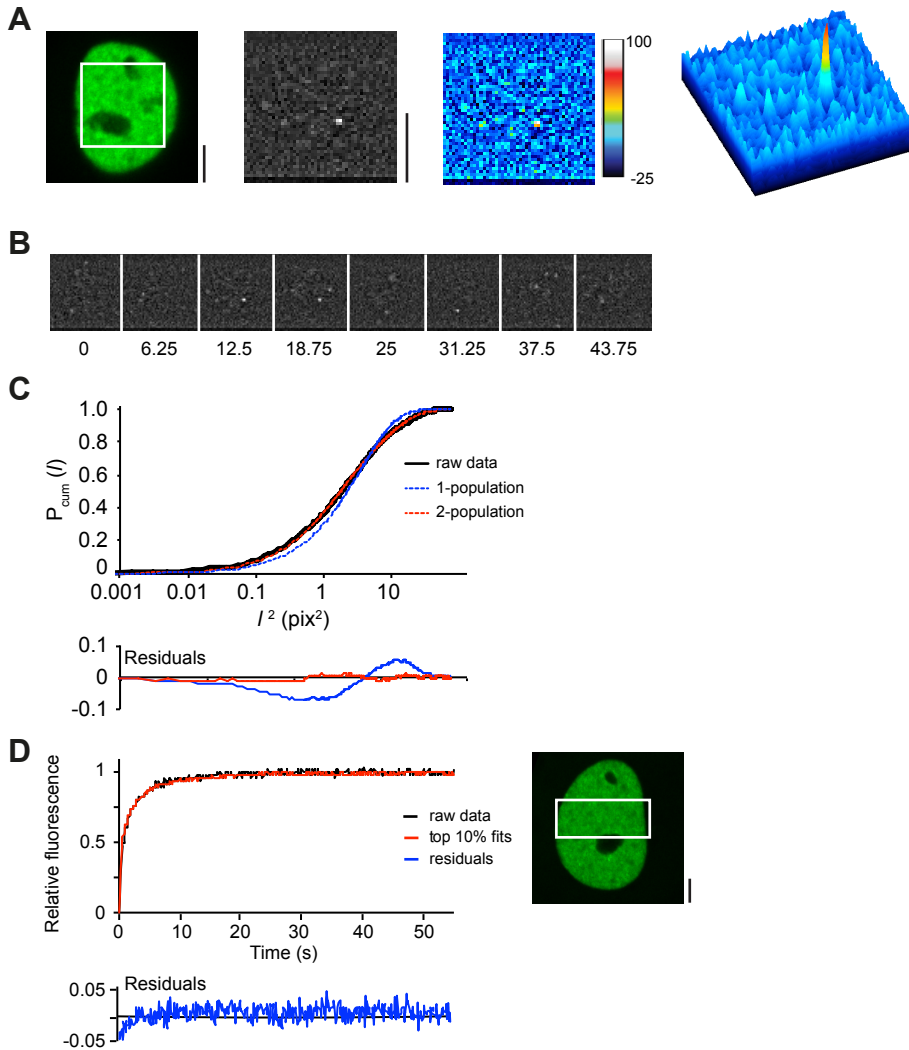 A
100
-25
B
0 6.25 12.5 18.75 25 31.25 37.5 43.75
C
1.0
0.8
0.6
0.4
0.2
0
P_cum (l)
raw data
1-population
2-population
0.001 0.01 0.1 1 10
l ² (pix²)
0.1
0
-0.1
Residuals
D
1
0.5
0
Relative fluorescence
raw data
top 10% fits
residuals
0 10 20 30 40 50
Time (s)
0.05
0
-0.05
Residuals